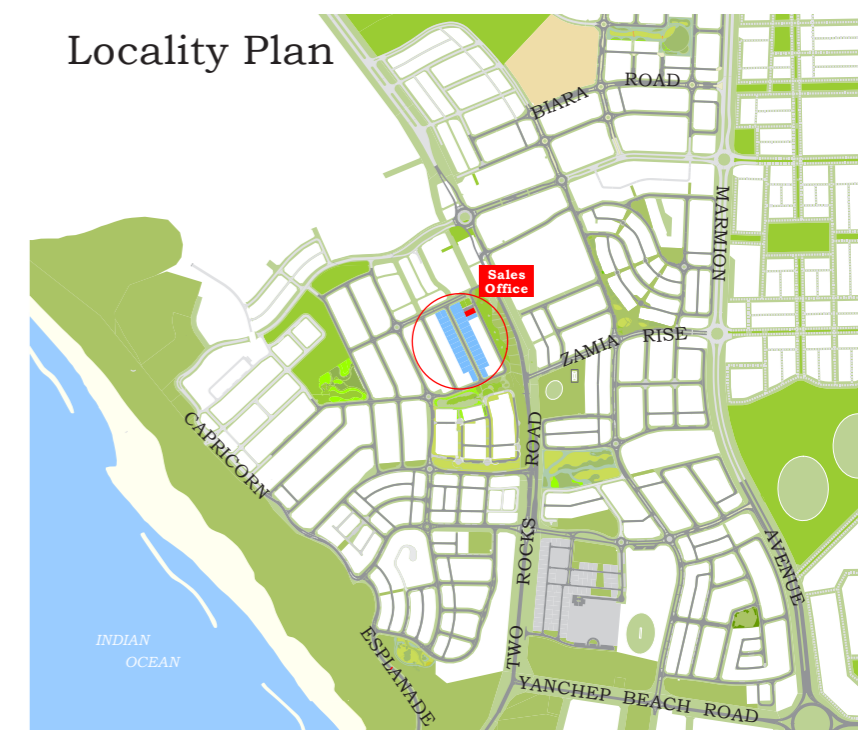 Locality Plan
BIARA ROAD
MARMION
Sales
Office
ZAMIA RISE
CAPRICORN
ROAD
ROCKS
AVENUE
INDIAN
OCEAN
ESPLANADE
TWO
YANCHEP BEACH ROAD